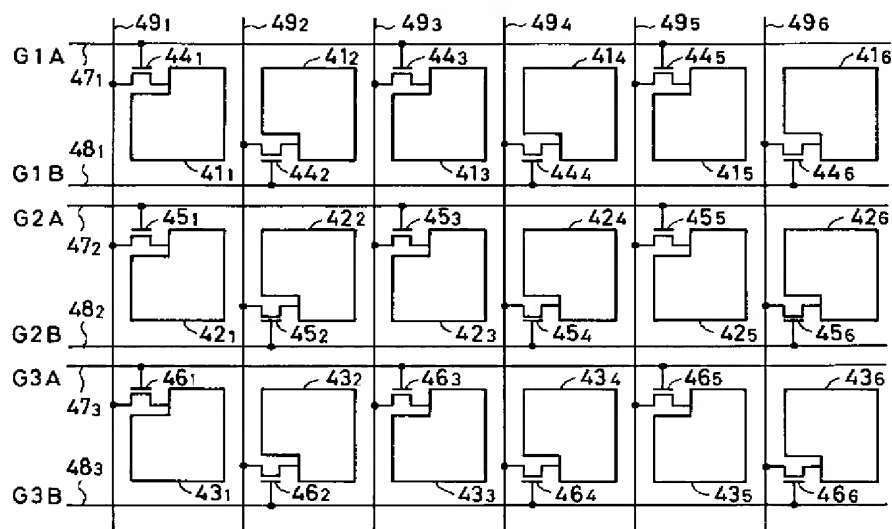 49₁ 49₂ 49₃ 49₄ 49₅ 49₆
G1A
47₁ 44₁ 41₂ 44₃ 41₄ 44₅ 41₆
48₁
G1B 41₁ 44₂ 41₃ 44₄ 41₅ 44₆
G2A
47₂ 45₁ 42₂ 45₃ 42₄ 45₅ 42₆
48₂
G2B 42₁ 45₂ 42₃ 45₄ 42₅ 45₆
G3A
47₃ 46₁ 43₂ 46₃ 43₄ 46₅ 43₆
48₃
G3B 43₁ 46₂ 43₃ 46₄ 43₅ 46₆